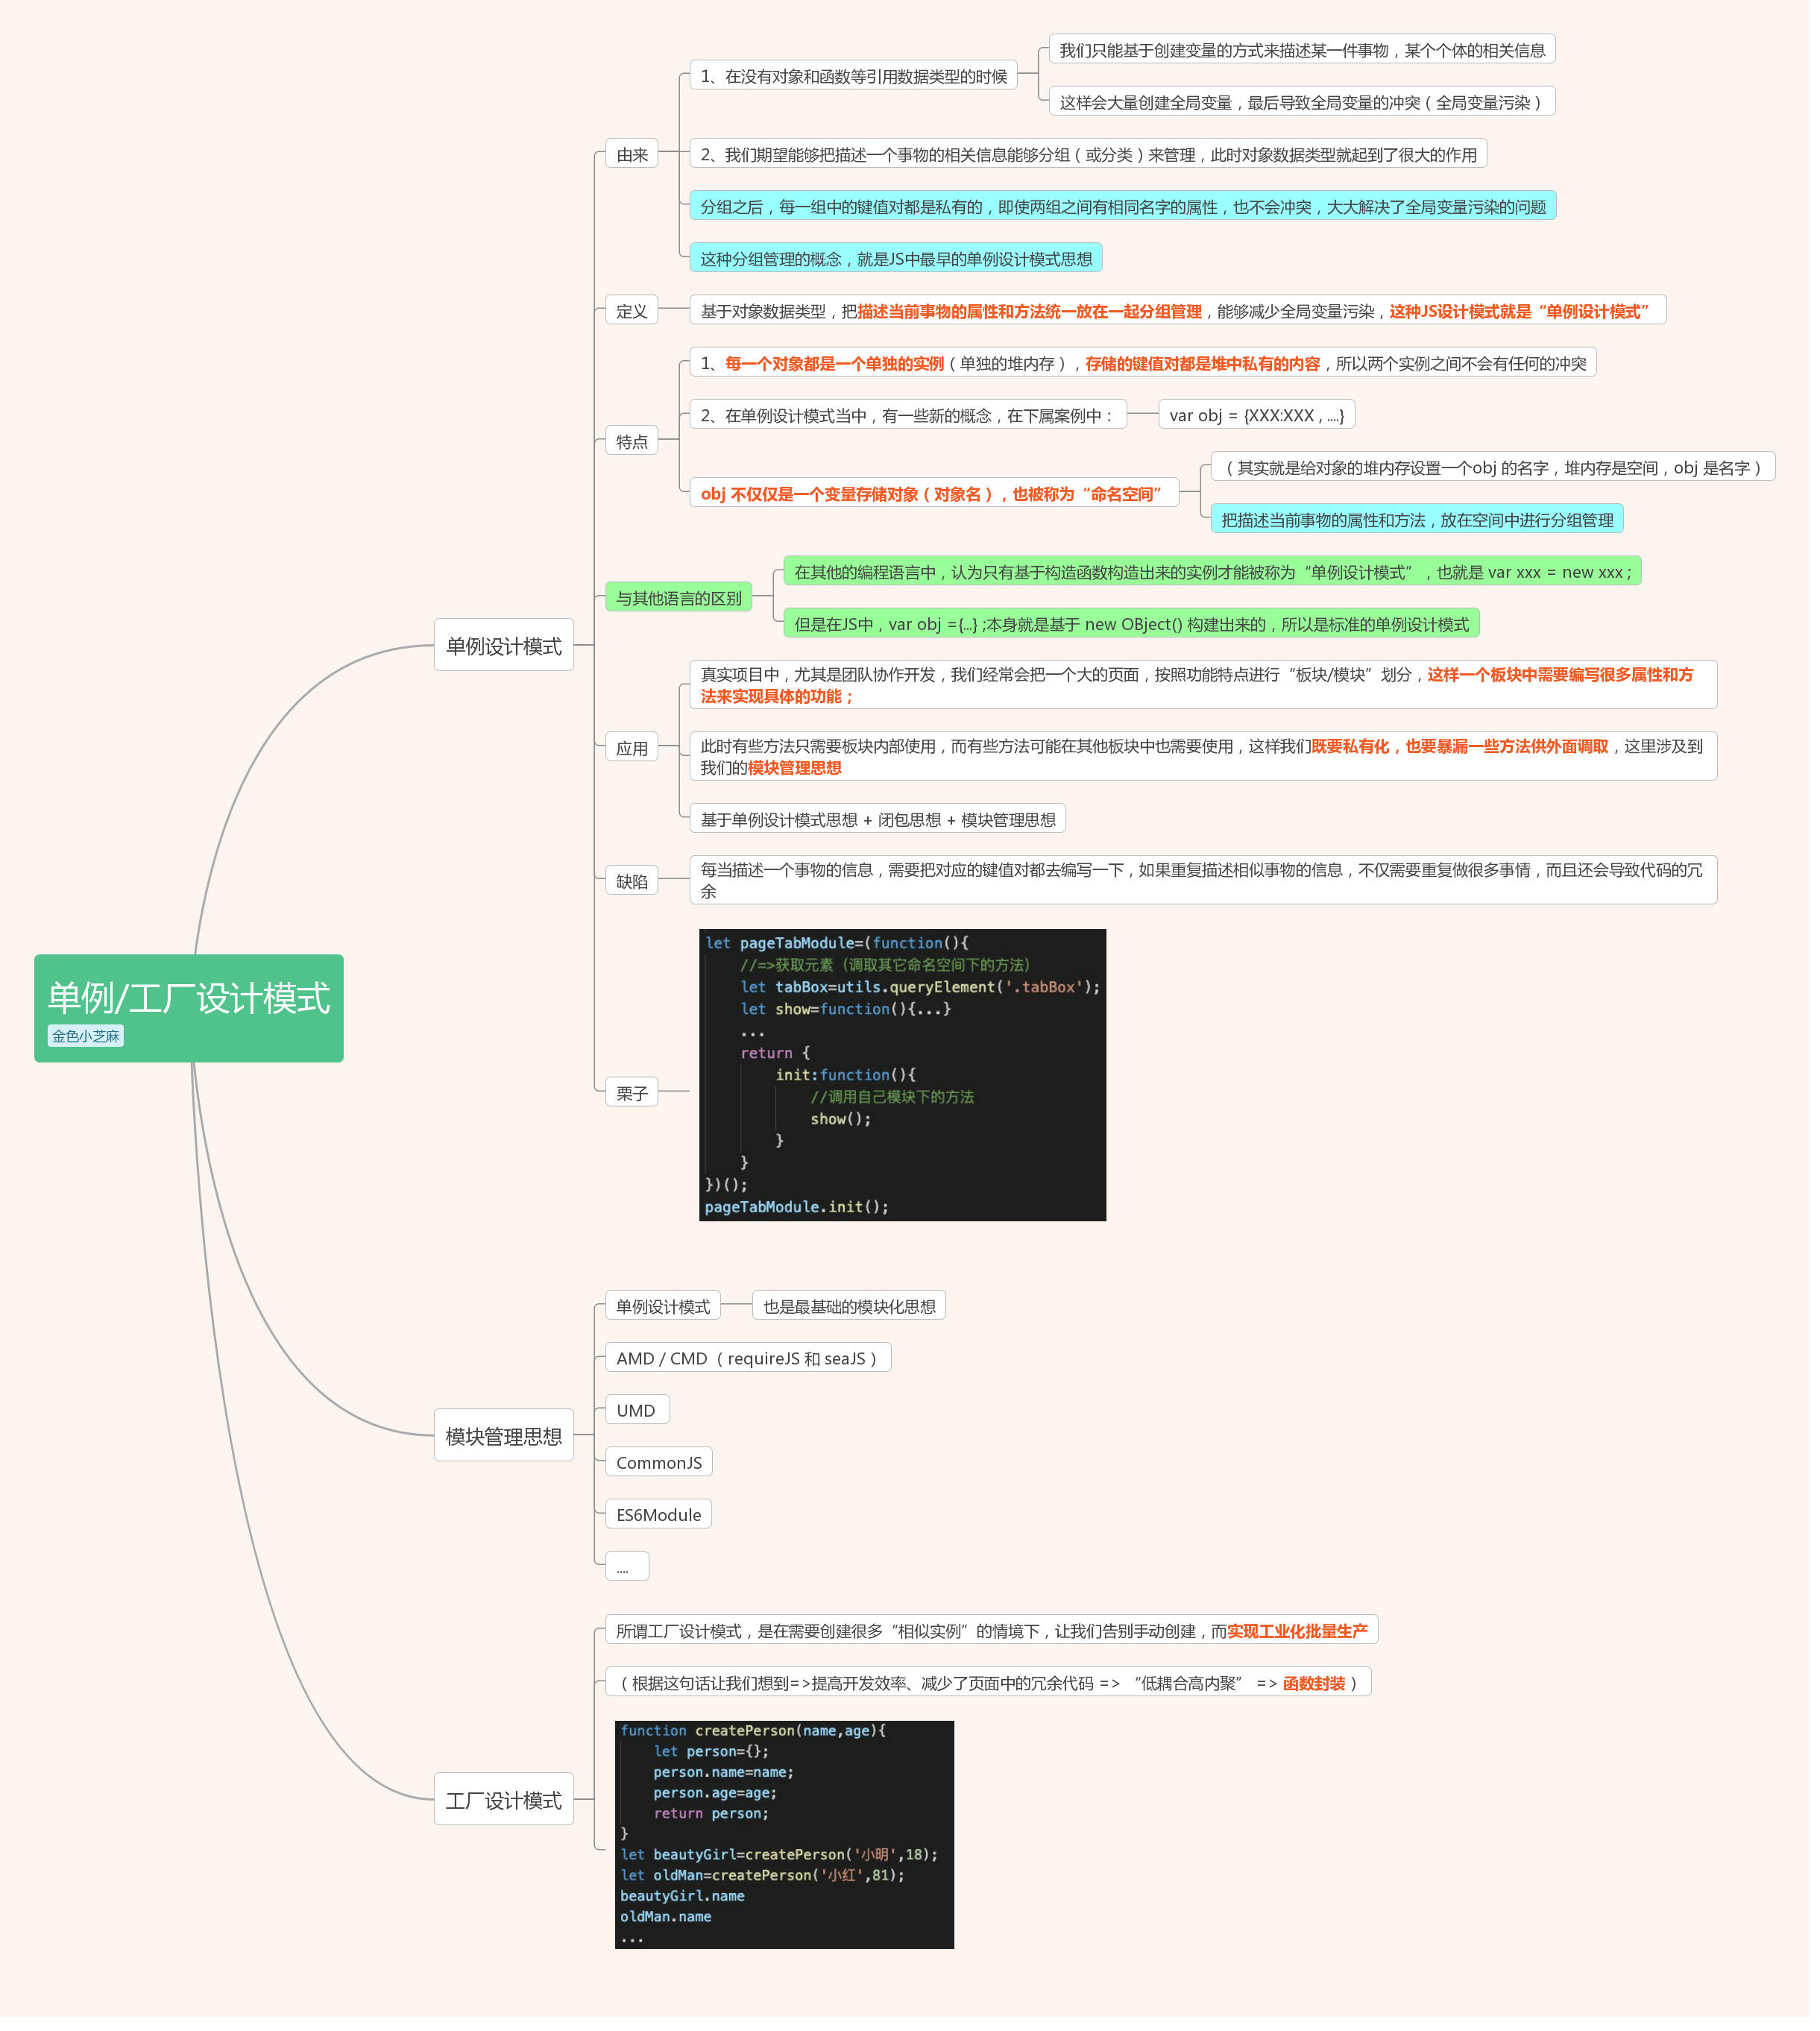 单例/工厂设计模式
金色小芝麻
单例设计模式
由来
1、在没有对象和函数等引用数据类型的时候
我们只能基于创建变量的方式来描述某一件事物，某个个体的相关信息
这样会大量创建全局变量，最后导致全局变量的冲突（全局变量污染）
2、我们期望能够把描述一个事物的相关信息能够分组（或分类）来管理，此时对象数据类型就起到了很大的作用
分组之后，每一组中的键值对都是私有的，即使两组之间有相同名字的属性，也不会冲突，大大解决了全局变量污染的问题
这种分组管理的概念，就是JS中最早的单例设计模式思想
定义
基于对象数据类型，把描述当前事物的属性和方法统一放在一起分组管理，能够减少全局变量污染，这种JS设计模式就是“单例设计模式”
特点
1、每一个对象都是一个单独的实例（单独的堆内存），存储的键值对都是堆中私有的内容，所以两个实例之间不会有任何的冲突
2、在单例设计模式当中，有一些新的概念，在下属案例中：
var obj = {XXX:XXX , ....}
obj 不仅仅是一个变量存储对象（对象名），也被称为“命名空间”
（其实就是给对象的堆内存设置一个obj 的名字，堆内存是空间，obj 是名字）
把描述当前事物的属性和方法，放在空间中进行分组管理
与其他语言的区别
在其他的编程语言中，认为只有基于构造函数构造出来的实例才能被称为“单例设计模式”，也就是 var xxx = new xxx ;
但是在JS中，var obj ={...} ;本身就是基于 new OBject() 构建出来的，所以是标准的单例设计模式
应用
真实项目中，尤其是团队协作开发，我们经常会把一个大的页面，按照功能特点进行“板块/模块”划分，这样一个板块中需要编写很多属性和方
法来实现具体的功能；
此时有些方法只需要板块内部使用，而有些方法可能在其他板块中也需要使用，这样我们既要私有化，也要暴漏一些方法供外面调取，这里涉及到
我们的模块管理思想
基于单例设计模式思想 + 闭包思想 + 模块管理思想
缺陷
每当描述一个事物的信息，需要把对应的键值对都去编写一下，如果重复描述相似事物的信息，不仅需要重复做很多事情，而且还会导致代码的冗
余
栗子
let pageTabModule=(function(){
//=>获取元素（调取其它命名空间下的方法）
let tabBox=utils.queryElement('.tabBox');
let show=function(){...}
...
return {
init:function(){
//调用自己模块下的方法
show();
}
}
})();
pageTabModule.init();
模块管理思想
单例设计模式
也是最基础的模块化思想
AMD / CMD （ requireJS 和 seaJS ）
UMD
CommonJS
ES6Module
....
工厂设计模式
所谓工厂设计模式，是在需要创建很多“相似实例”的情境下，让我们告别手动创建，而实现工业化批量生产
（根据这句话让我们想到=>提高开发效率、减少了页面中的冗余代码 => “低耦合高内聚” => 函数封装）
function createPerson(name,age){
let person={};
person.name=name;
person.age=age;
return person;
}
let beautyGirl=createPerson('小明',18);
let oldMan=createPerson('小红',81);
beautyGirl.name
oldMan.name
...